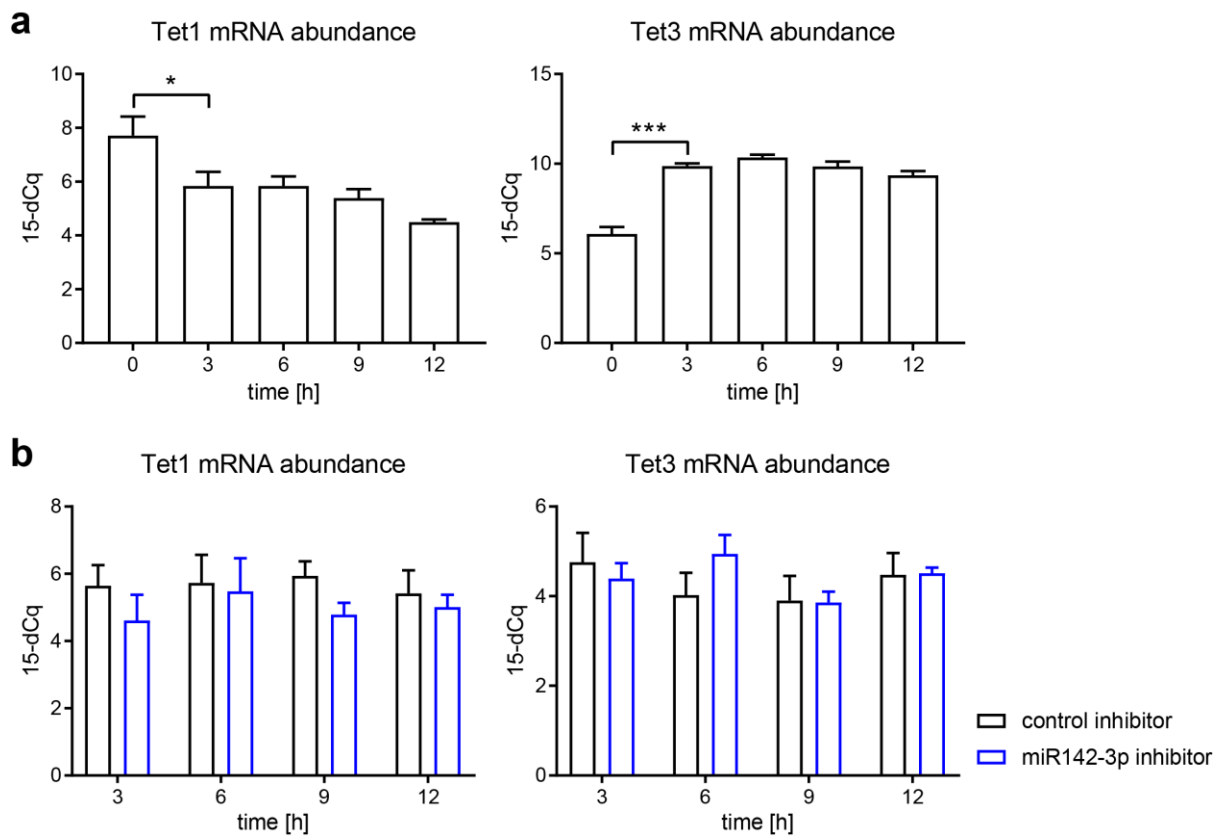 a
Tet1 mRNA abundance
15-dCq
10
8
6
4
2
0
*
0 3 6 9 12
time [h]
Tet3 mRNA abundance
15-dCq
15
10
5
0
***
0 3 6 9 12
time [h]
b
Tet1 mRNA abundance
15-dCq
8
6
4
2
0
3 6 9 12
time [h]
Tet3 mRNA abundance
15-dCq
6
4
2
0
3 6 9 12
time [h]
control inhibitor
miR142-3p inhibitor